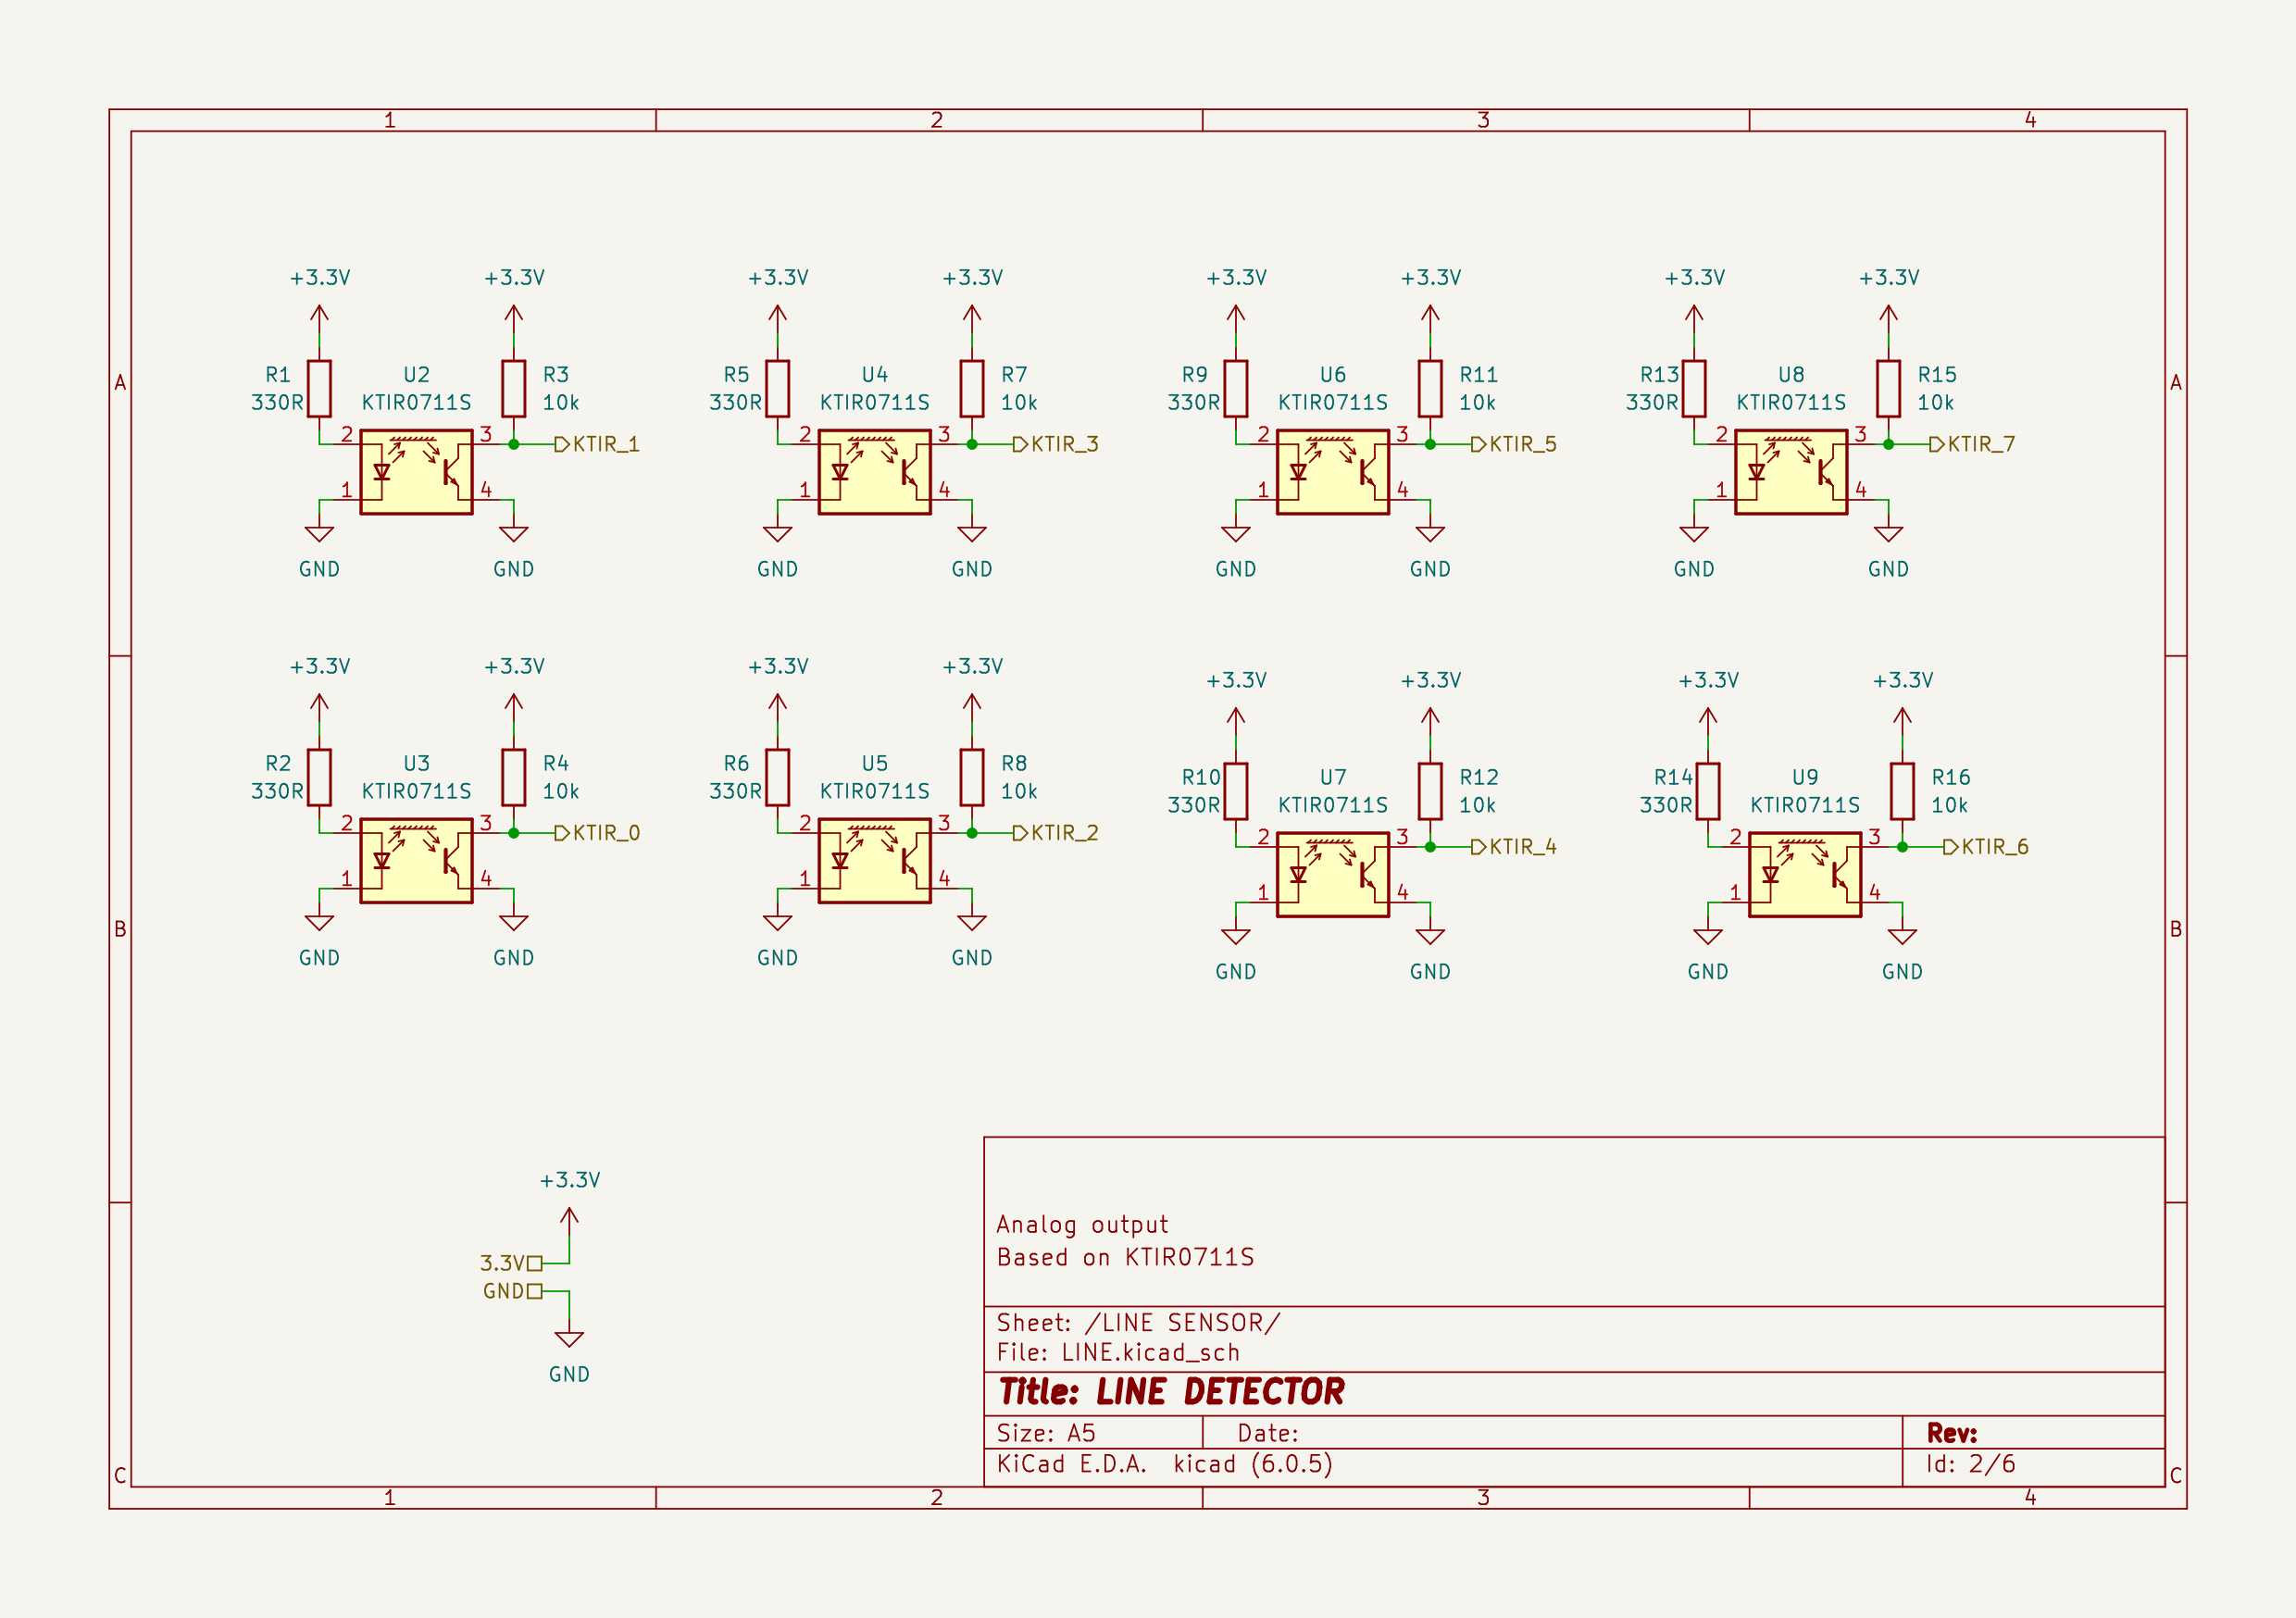 1 2 3 4
A A
+3.3V +3.3V +3.3V +3.3V +3.3V +3.3V +3.3V +3.3V
R1 U2 R3 R5 U4 R7 R9 U6 R11 R13 U8 R15
330R KTIR0711S 10k 330R KTIR0711S 10k 330R KTIR0711S 10k 330R KTIR0711S 10k
2 3 KTIR_1 2 3 KTIR_3 2 3 KTIR_5 2 3 KTIR_7
1 4 1 4 1 4 1 4
GND GND GND GND GND GND GND GND
+3.3V +3.3V +3.3V +3.3V +3.3V +3.3V +3.3V +3.3V
R2 U3 R4 R6 U5 R8 R10 U7 R12 R14 U9 R16
330R KTIR0711S 10k 330R KTIR0711S 10k 330R KTIR0711S 10k 330R KTIR0711S 10k
2 3 KTIR_0 2 3 KTIR_2 2 3 KTIR_4 2 3 KTIR_6
1 4 1 4 1 4 1 4
B B
GND GND GND GND GND GND GND GND
+3.3V
3.3V
GND
GND
Analog output
Based on KTIR0711S
Sheet: /LINE SENSOR/
File: LINE.kicad_sch
Title: LINE DETECTOR
Size: A5 Date: Rev:
KiCad E.D.A. kicad (6.0.5) Id: 2/6
C C
1 2 3 4